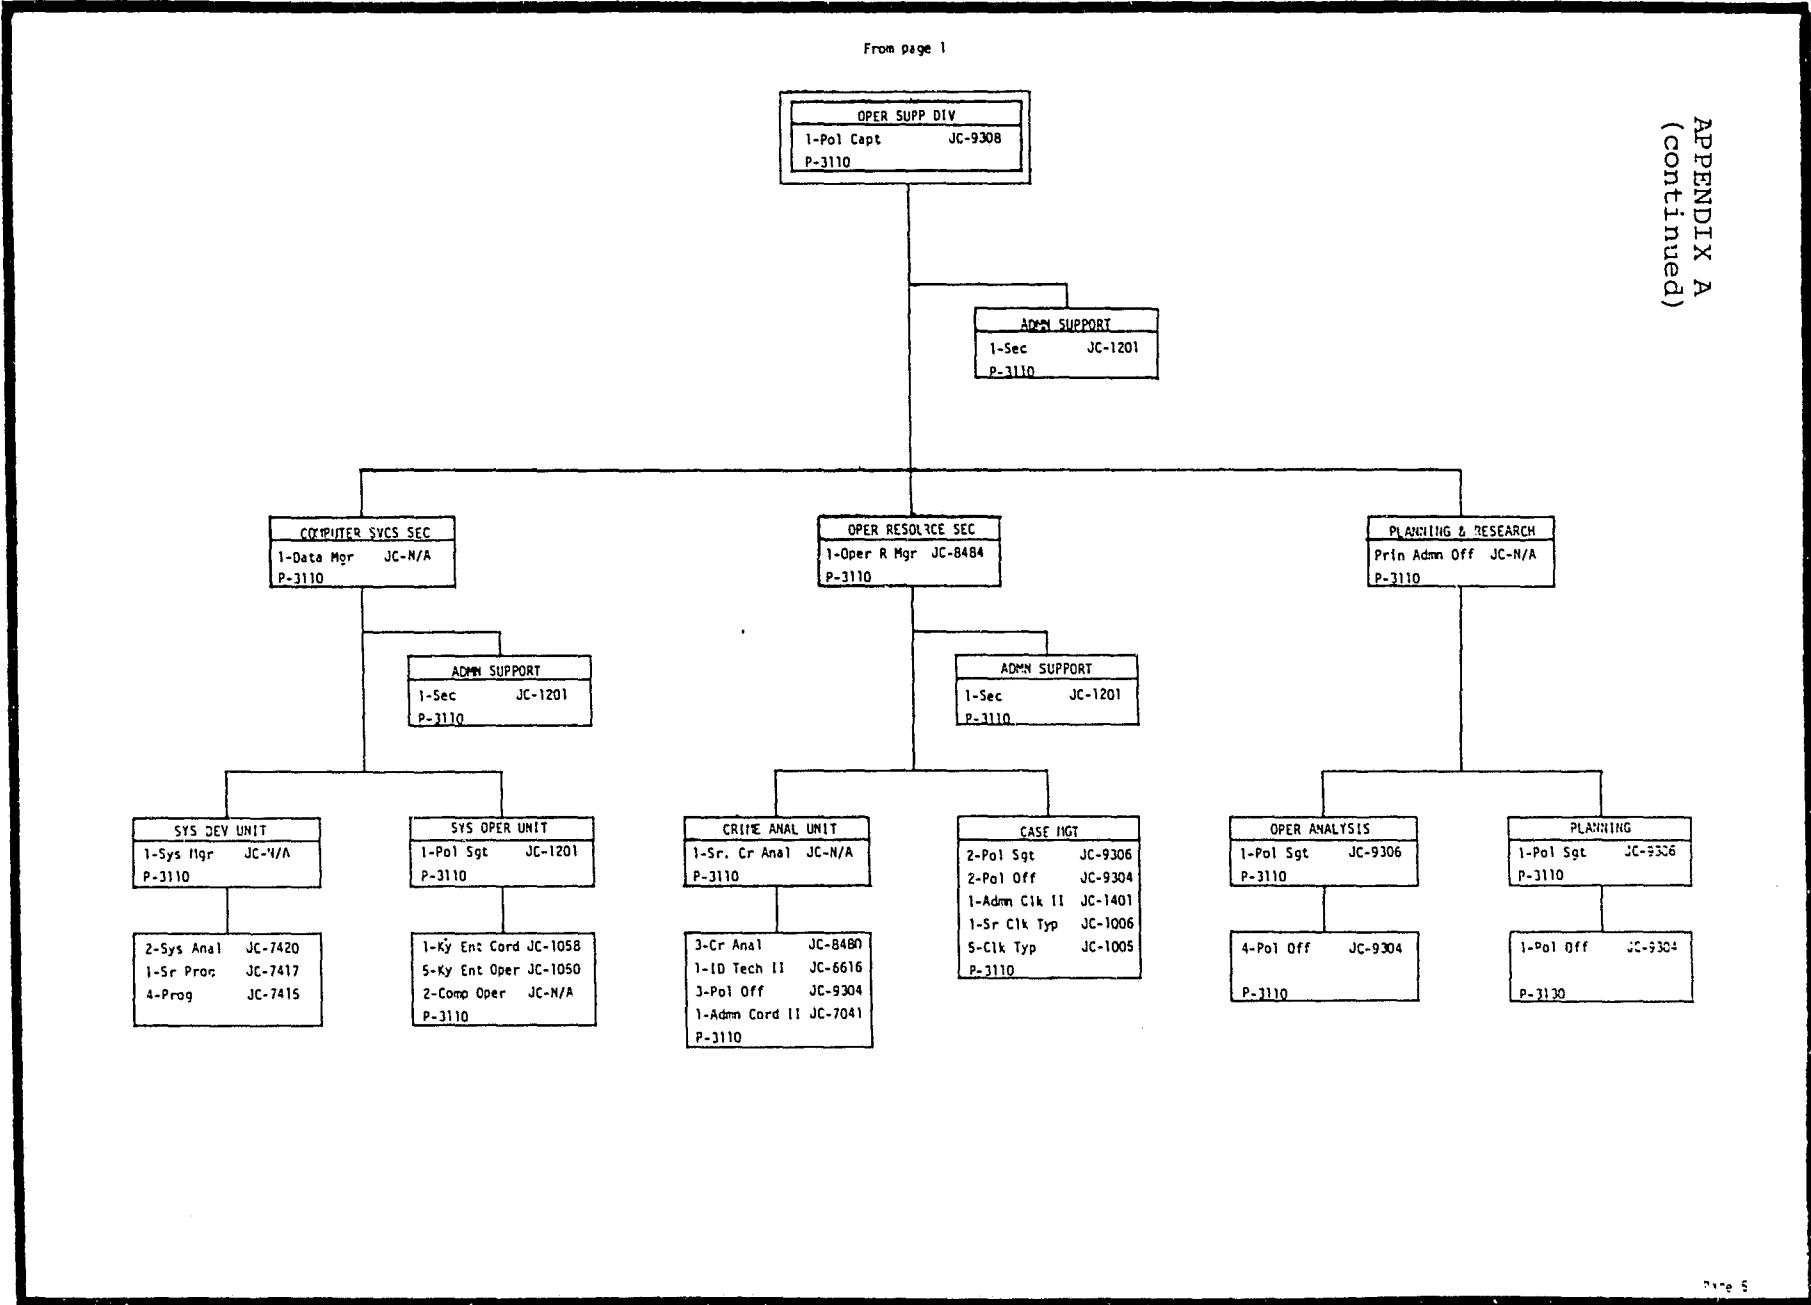 From page 1
APPENDIX A
(continued)
OPER SUPP DIV
1-Pol Capt JC-9308
P-3110
ADMN SUPPORT
1-Sec JC-1201
P-3110
COMPUTER SVCS SEC
1-Data Mgr JC-N/A
P-3110
OPER RESOURCE SEC
1-Oper R Mgr JC-8484
P-3110
PLANNING & RESEARCH
Prin Admn Off JC-N/A
P-3110
ADMN SUPPORT
1-Sec JC-1201
P-3110
ADMN SUPPORT
1-Sec JC-1201
P-3110
SYS DEV UNIT
1-Sys Mgr JC-N/A
P-3110
2-Sys Anal JC-7420
1-Sr Prog JC-7417
4-Prog JC-7415
SYS OPER UNIT
1-Pol Sgt JC-1201
P-3110
1-Ky Ent Cord JC-1058
5-Ky Ent Oper JC-1050
2-Comp Oper JC-N/A
P-3110
CRIME ANAL UNIT
1-Sr. Cr Anal JC-N/A
P-3110
3-Cr Anal JC-8480
1-ID Tech II JC-6616
3-Pol Off JC-9304
1-Admn Cord II JC-7041
P-3110
CASE MGT
2-Pol Sgt JC-9306
2-Pol Off JC-9304
1-Admn Clk II JC-1401
1-Sr Clk Typ JC-1006
5-Clk Typ JC-1005
P-3110
OPER ANALYSIS
1-Pol Sgt JC-9306
P-3110
4-Pol Off JC-9304
P-3110
PLANNING
1-Pol Sgt JC-9306
P-3110
1-Pol Off JC-9304
P-3130